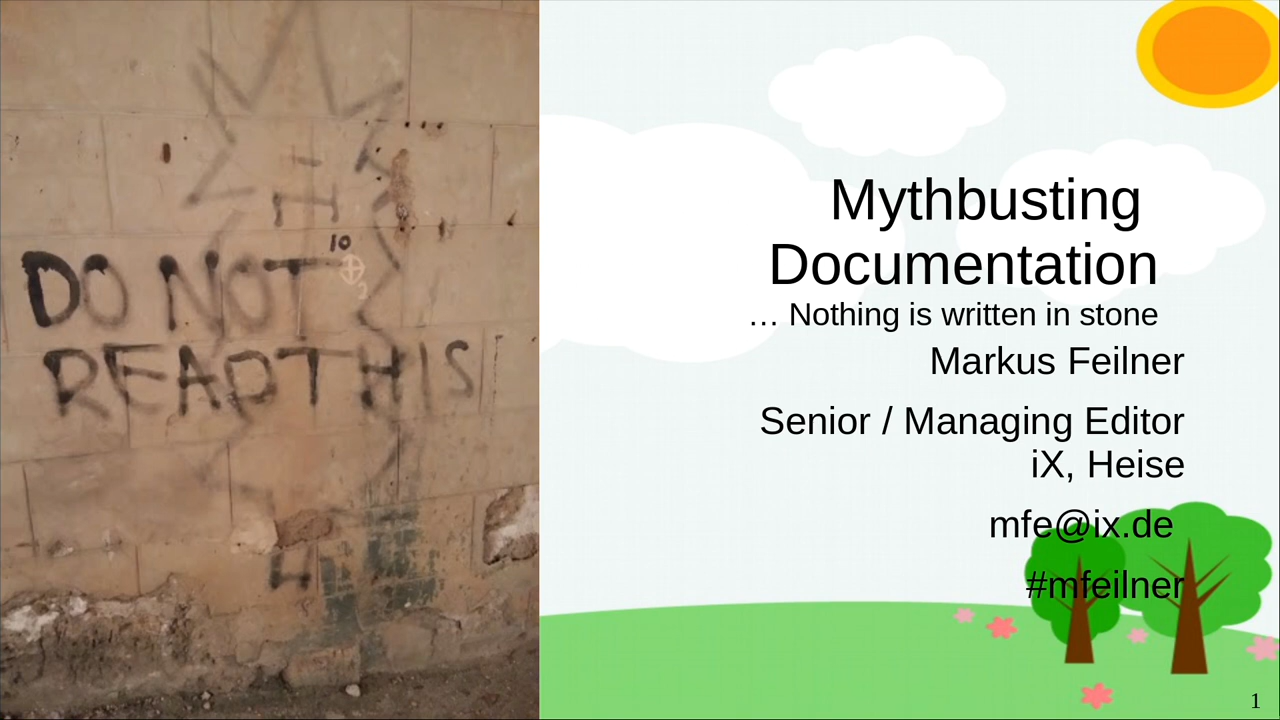 10
DO NOT
READ THIS
Mythbusting
Documentation
… Nothing is written in stone
Markus Feilner
Senior / Managing Editor
iX, Heise
mfe@ix.de
#mfeilner
1